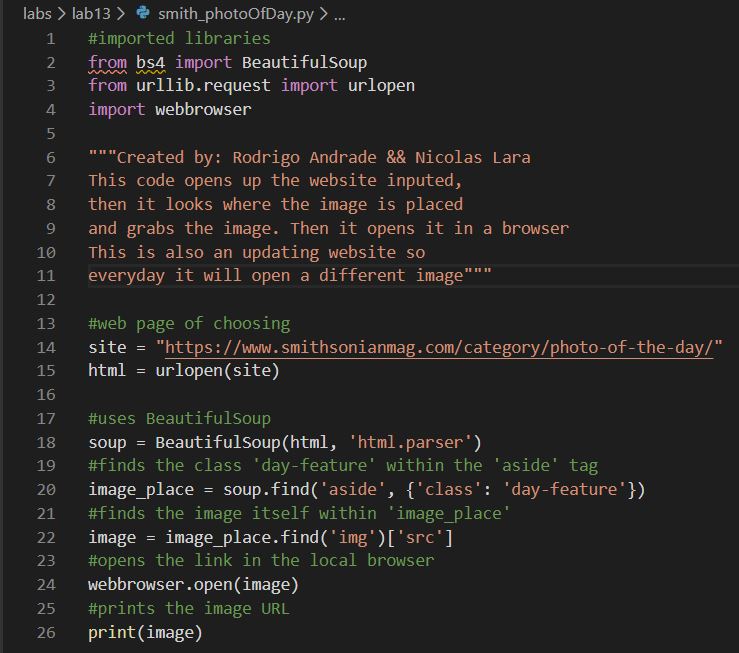 labs > lab13 > smith_photoOfDay.py > ...
1 #imported libraries
2 from bs4 import BeautifulSoup
3 from urllib.request import urlopen
4 import webbrowser
5
6 """Created by: Rodrigo Andrade && Nicolas Lara
7 This code opens up the website inputed,
8 then it looks where the image is placed
9 and grabs the image. Then it opens it in a browser
10 This is also an updating website so
11 everyday it will open a different image"""
12
13 #web page of choosing
14 site = "https://www.smithsonianmag.com/category/photo-of-the-day/"
15 html = urlopen(site)
16
17 #uses BeautifulSoup
18 soup = BeautifulSoup(html, 'html.parser')
19 #finds the class 'day-feature' within the 'aside' tag
20 image_place = soup.find('aside', {'class': 'day-feature'})
21 #finds the image itself within 'image_place'
22 image = image_place.find('img')['src']
23 #opens the link in the local browser
24 webbrowser.open(image)
25 #prints the image URL
26 print(image)